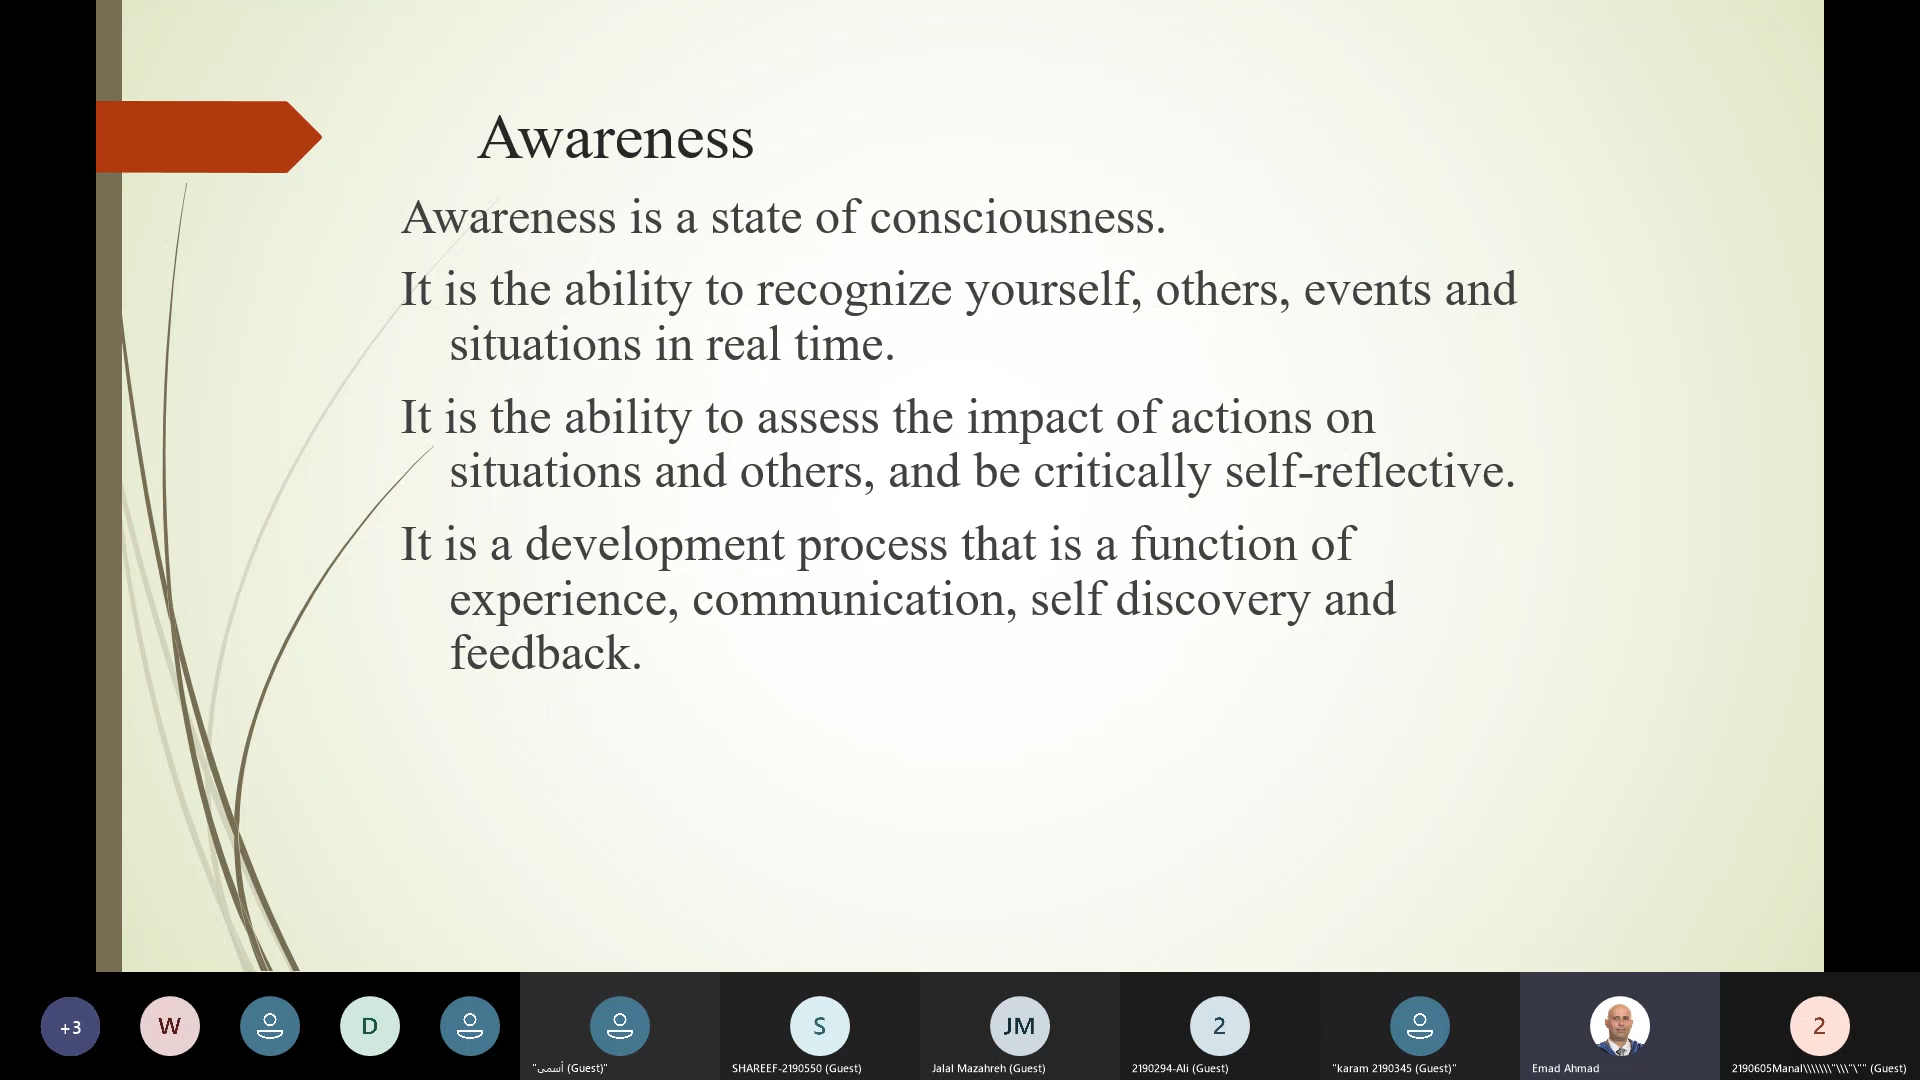 Awareness
Awareness is a state of consciousness.
It is the ability to recognize yourself, others, events and
situations in real time.
It is the ability to assess the impact of actions on
situations and others, and be critically self-reflective.
It is a development process that is a function of
experience, communication, self discovery and
feedback.
+3
W
D
S
JM
2
2
"أسمى (Guest)"
SHAREEF-2190550 (Guest)
Jalal Mazahreh (Guest)
2190294-Ali (Guest)
"karam 2190345 (Guest)"
Emad Ahmad
2190605Manal\\\\\\\"\\\"\"" (Guest)